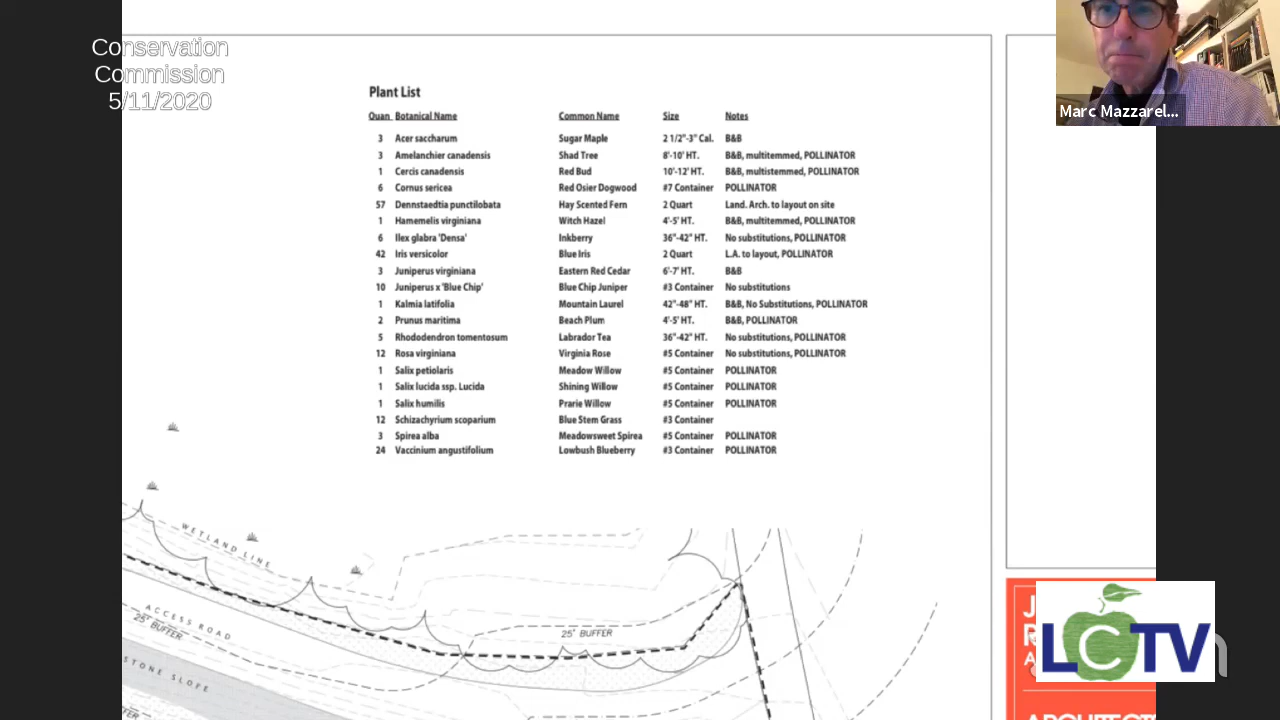 Conservation
Commission
5/11/2020
Marc Mazzarel...
Plant List
Quan Botanical Name Common Name Size Notes
3 Acer saccharum Sugar Maple 2 1/2"-3" Cal. B&B
3 Amelanchier canadensis Shad Tree 8'-10' HT. B&B, multitemmed, POLLINATOR
1 Cercis canadensis Red Bud 10'-12' HT. B&B, multistemmed, POLLINATOR
6 Cornus sericea Red Osier Dogwood #7 Container POLLINATOR
57 Dennstaedtia punctilobata Hay Scented Fern 2 Quart Land. Arch. to layout on site
1 Hamemelis virginiana Witch Hazel 4'-5' HT. B&B, multitemmed, POLLINATOR
6 Ilex glabra 'Densa' Inkberry 36"-42" HT. No substitutions, POLLINATOR
42 Iris versicolor Blue Iris 2 Quart L.A. to layout, POLLINATOR
3 Juniperus virginiana Eastern Red Cedar 6'-7' HT. B&B
10 Juniperus x 'Blue Chip' Blue Chip Juniper #3 Container No substitutions
1 Kalmia latifolia Mountain Laurel 42"-48" HT. B&B, No Substitutions, POLLINATOR
2 Prunus maritima Beach Plum 4'-5' HT. B&B, POLLINATOR
5 Rhododendron tomentosum Labrador Tea 36"-42" HT. No substitutions, POLLINATOR
12 Rosa virginiana Virginia Rose #5 Container No substitutions, POLLINATOR
1 Salix petiolaris Meadow Willow #5 Container POLLINATOR
1 Salix lucida ssp. Lucida Shining Willow #5 Container POLLINATOR
1 Salix humilis Prarie Willow #5 Container POLLINATOR
12 Schizachyrium scoparium Blue Stem Grass #3 Container
3 Spirea alba Meadowsweet Spirea #5 Container POLLINATOR
24 Vaccinium angustifolium Lowbush Blueberry #3 Container POLLINATOR
WETLAND LINE
ACCESS ROAD
25' BUFFER
25' BUFFER
STONE SLOPE
LCTV